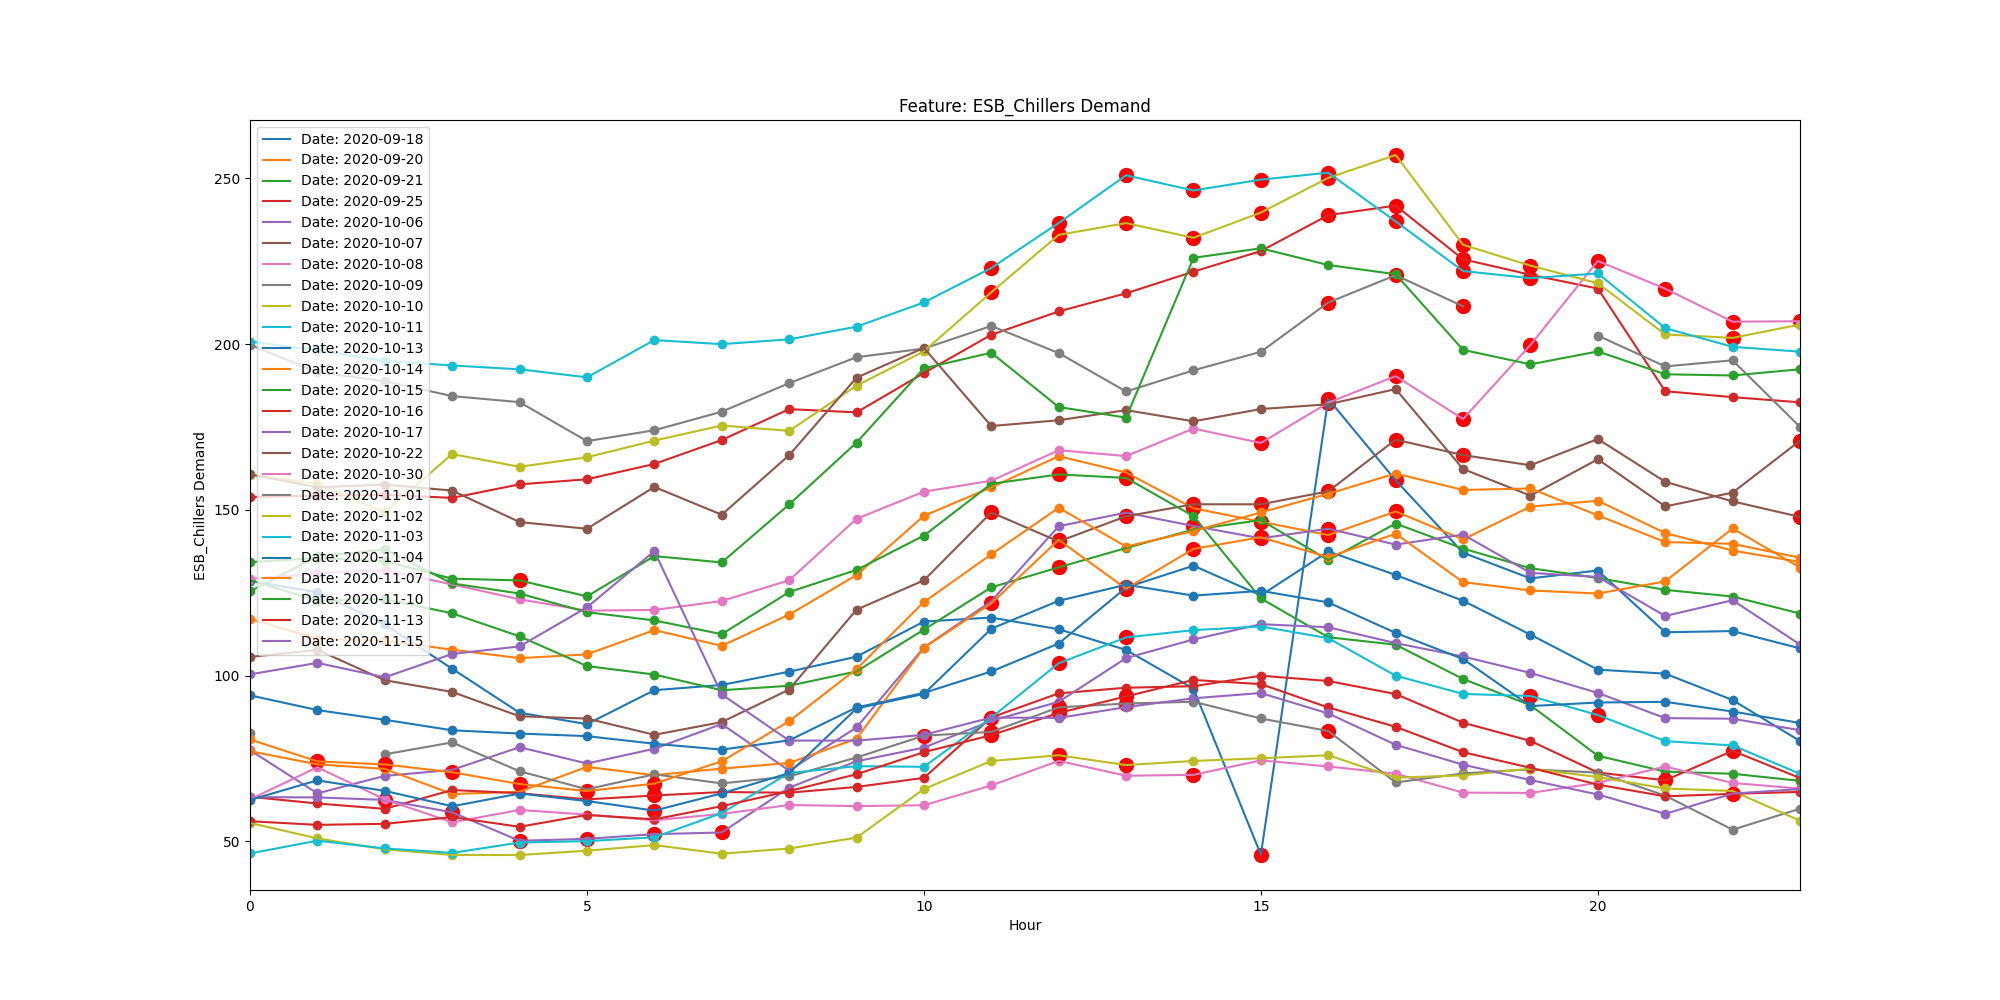 Feature: ESB_Chillers Demand
Date: 2020-09-18
Date: 2020-09-20
Date: 2020-09-21
Date: 2020-09-25
Date: 2020-10-06
Date: 2020-10-07
Date: 2020-10-08
Date: 2020-10-09
Date: 2020-10-10
Date: 2020-10-11
Date: 2020-10-13
Date: 2020-10-14
Date: 2020-10-15
Date: 2020-10-16
Date: 2020-10-17
Date: 2020-10-22
Date: 2020-10-30
Date: 2020-11-01
Date: 2020-11-02
Date: 2020-11-03
Date: 2020-11-04
Date: 2020-11-07
Date: 2020-11-10
Date: 2020-11-13
Date: 2020-11-15
250
200
150
100
50
ESB_Chillers Demand
0 5 10 15 20
Hour